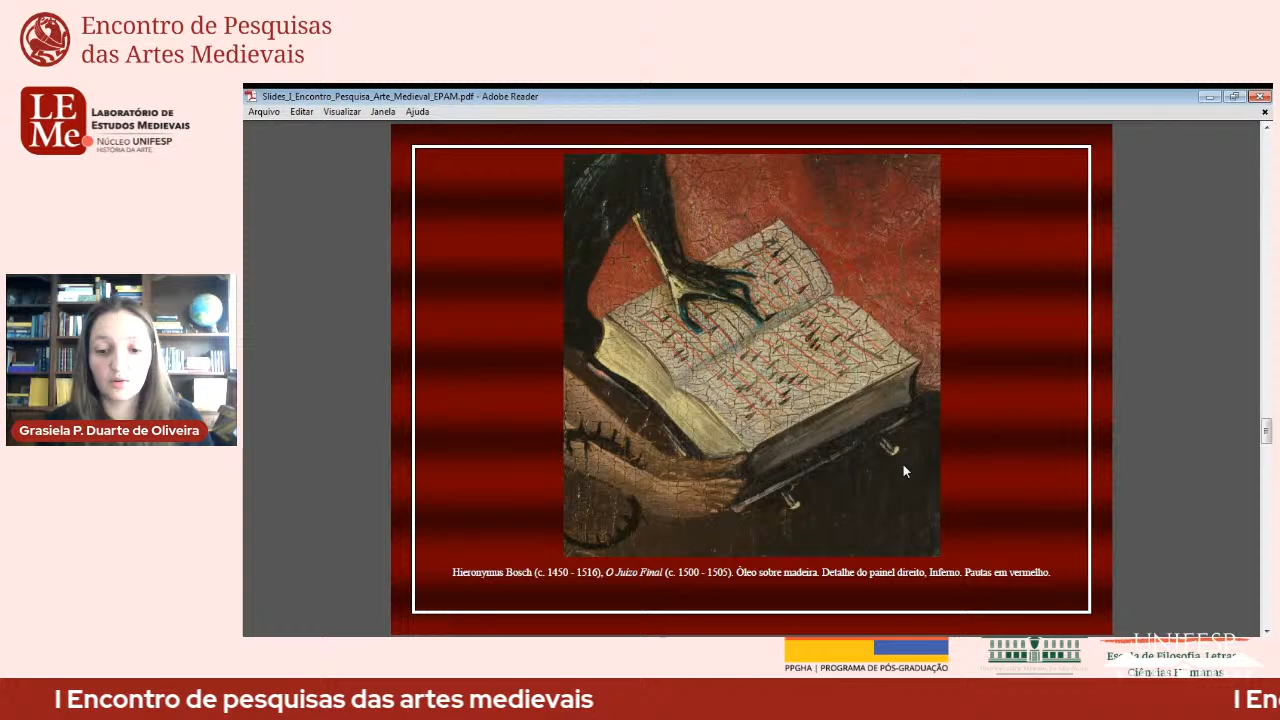 Encontro de Pesquisas
das Artes Medievais
LE
Me
LABORATÓRIO DE
ESTUDOS MEDIEVAIS
NÚCLEO UNIFESP
HISTÓRIA DA ARTE
Slides_I_Encontro_Pesquisa_Arte_Medieval_EPAM.pdf - Adobe Reader
Arquivo Editar Visualizar Janela Ajuda
Grasiela P. Duarte de Oliveira
Hieronymus Bosch (c. 1450 - 1516), O Juízo Final (c. 1500 - 1505). Óleo sobre madeira. Detalhe do painel direito, Inferno. Pautas em vermelho.
UNIFESP
PPGHA | PROGRAMA DE PÓS-GRADUAÇÃO
Escola de Filosofia, Letras
Ciências Humanas
I Encontro de pesquisas das artes medievais
I En